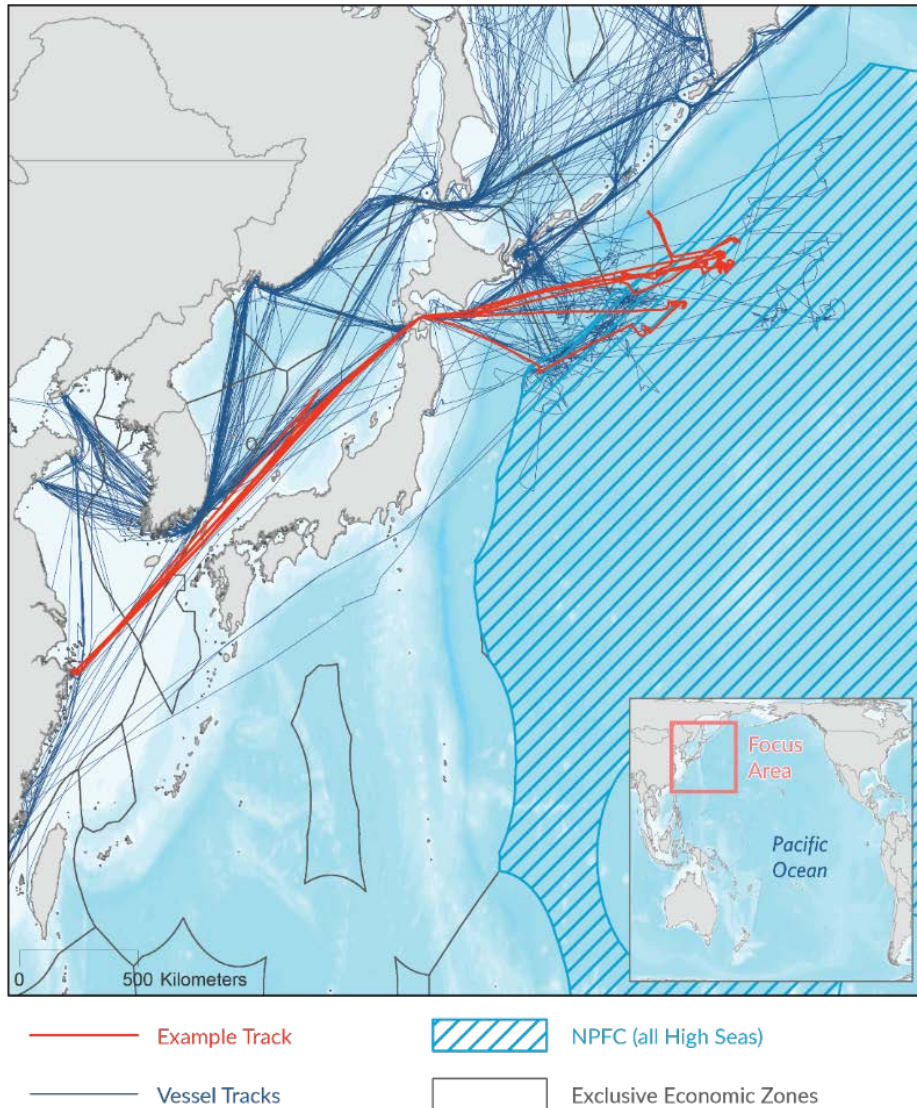 Focus
Area
Pacific
Ocean
0 500 Kilometers
Example Track
NPFC (all High Seas)
Vessel Tracks
Exclusive Economic Zones